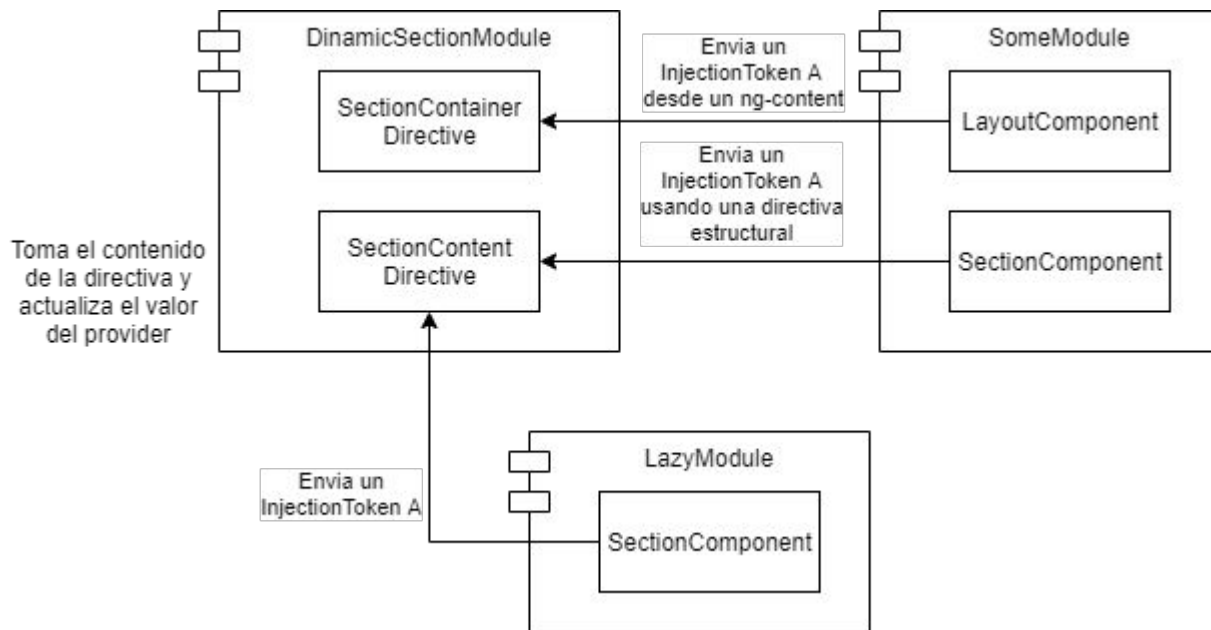 DinamicSectionModule
SectionContainer
Directive
SectionContent
Directive
Toma el contenido
de la directiva y
actualiza el valor
del provider
Envia un
InjectionToken A
desde un ng-content
Envia un
InjectionToken A
usando una directiva
estructural
SomeModule
LayoutComponent
SectionComponent
Envia un
InjectionToken A
LazyModule
SectionComponent